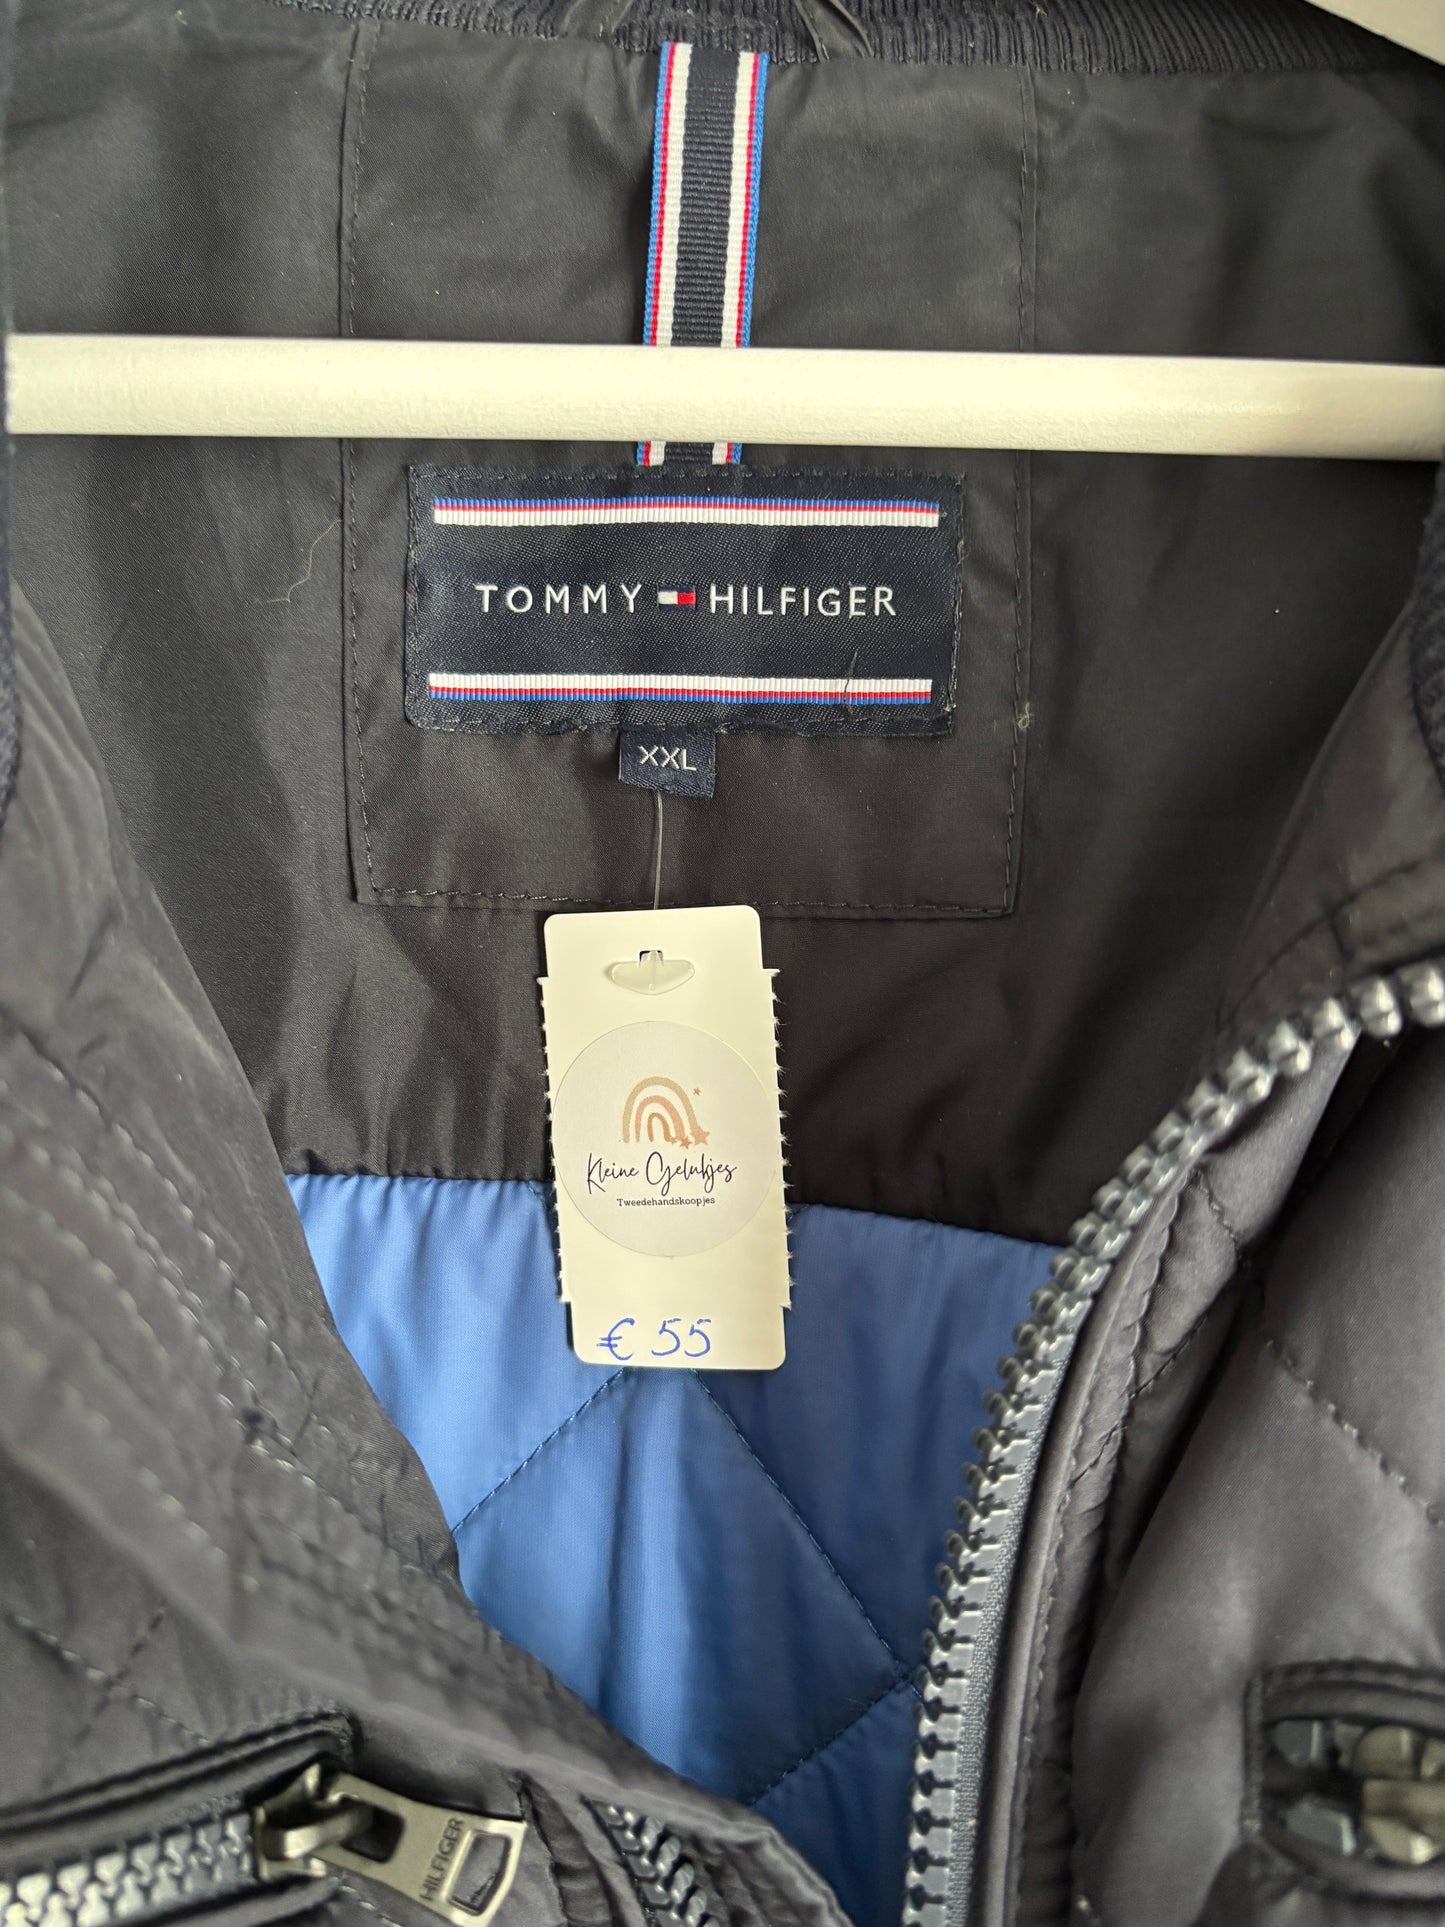 TOMMY HILFIGER
XXL
Kleine Gelukjes
Tweedehandskoopjes
€ 55
HILFIGER